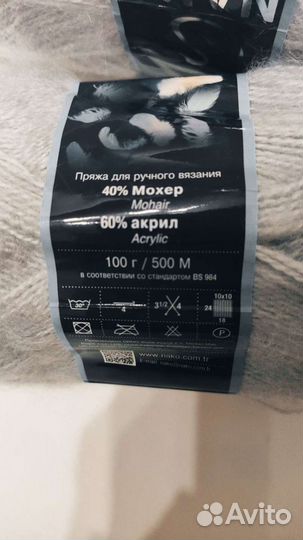 Пряжа для ручного вязания
40% Мохер
Mohair
60% акрил
Acrylic
100 г / 500 М
в соответствии со стандартом BS 984
30°
4
3 1/2 4
10x10
24
18
P
www.nako.com.tr
Avito